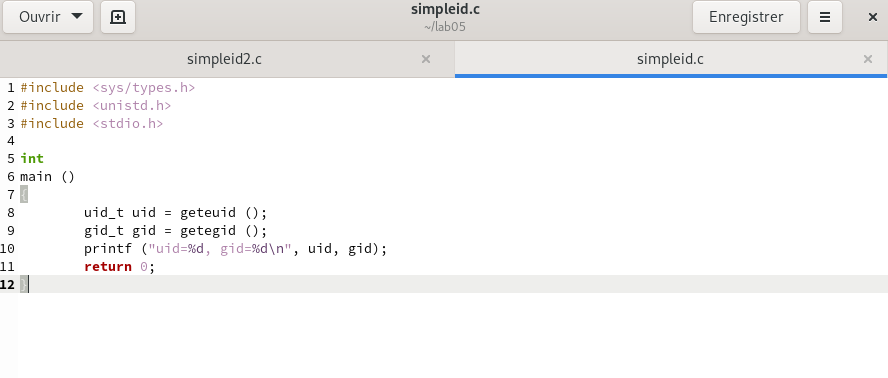 Ouvrir
simpleid.c
~/lab05
Enregistrer
simpleid2.c
simpleid.c
1 #include <sys/types.h>
2 #include <unistd.h>
3 #include <stdio.h>
4
5 int
6 main ()
7 {
8         uid_t uid = geteuid ();
9         gid_t gid = getegid ();
10         printf ("uid=%d, gid=%d\n", uid, gid);
11         return 0;
12 }